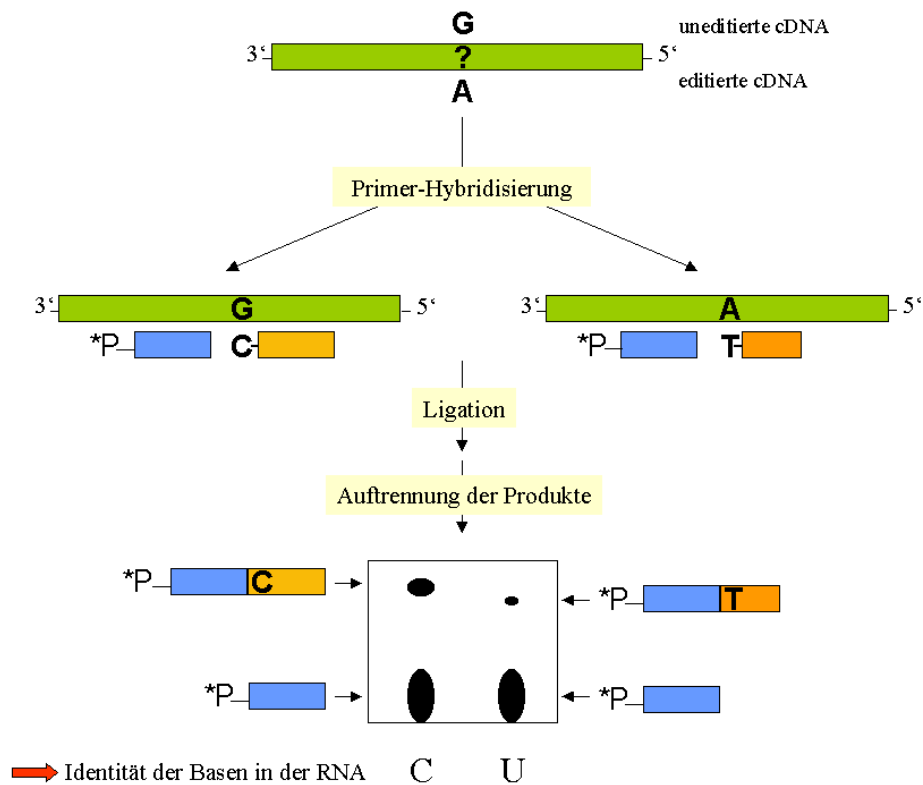 G
uneditierte cDNA
3‘ ? 5‘
editierte cDNA
A
Primer-Hybridisierung
3‘ G 5‘
*P C
3‘ A 5‘
*P T
Ligation
Auftrennung der Produkte
*P C
*P T
*P
*P
Identität der Basen in der RNA C U